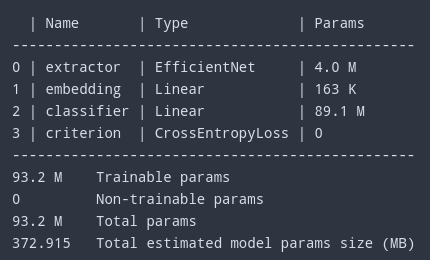 | Name       | Type             | Params
------------------------------------------------
0 | extractor  | EfficientNet     | 4.0 M
1 | embedding  | Linear           | 163 K
2 | classifier | Linear           | 89.1 M
3 | criterion  | CrossEntropyLoss | 0
------------------------------------------------
93.2 M    Trainable params
0         Non-trainable params
93.2 M    Total params
372.915   Total estimated model params size (MB)